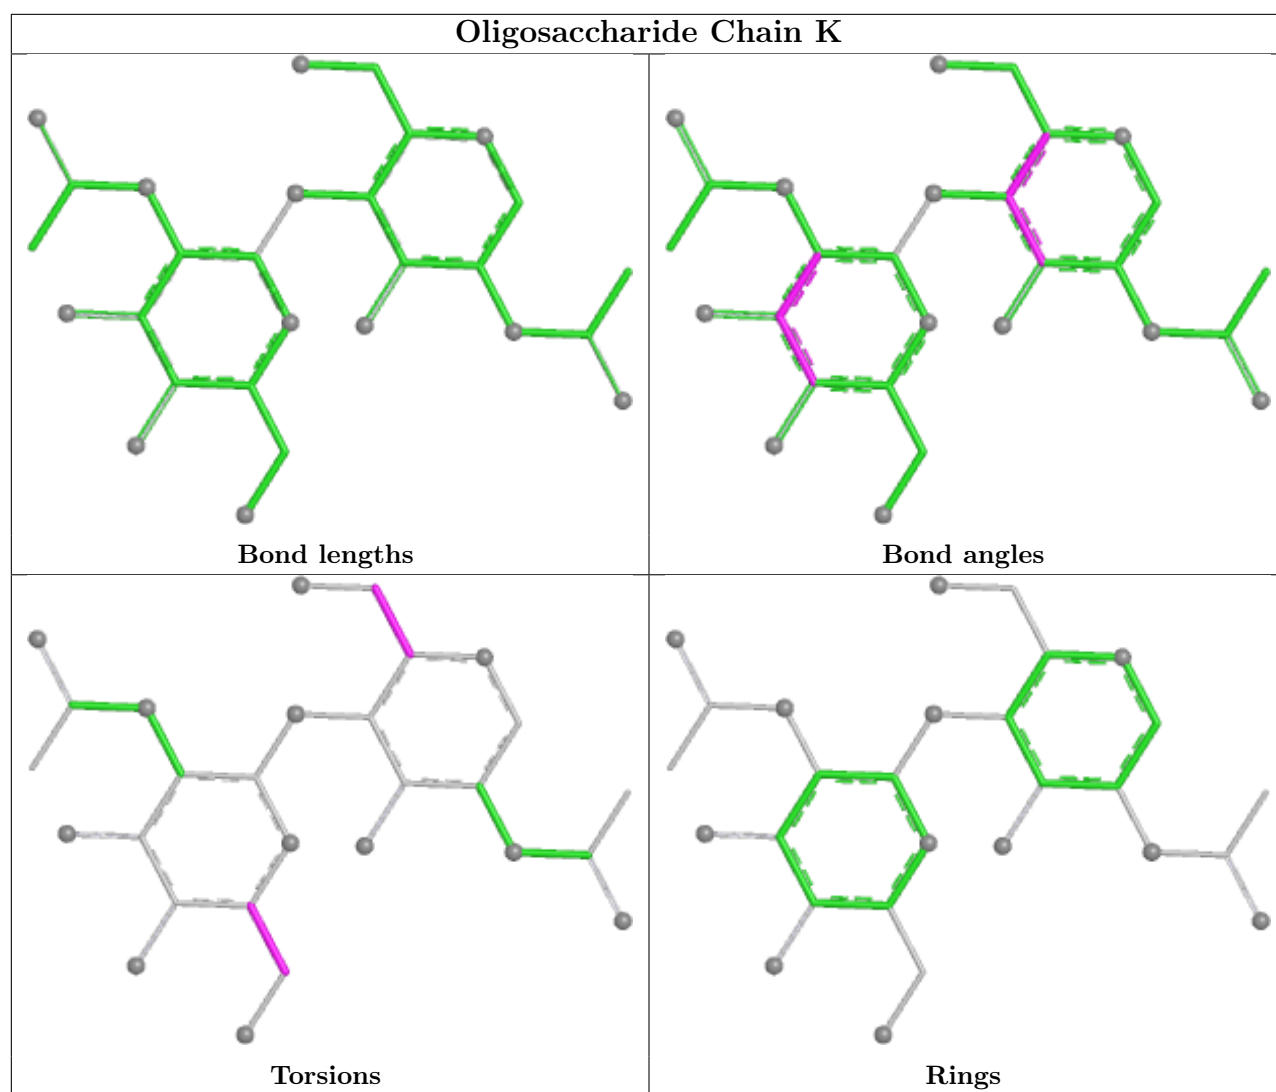 Oligosaccharide Chain K
Bond lengths
Bond angles
Torsions
Rings